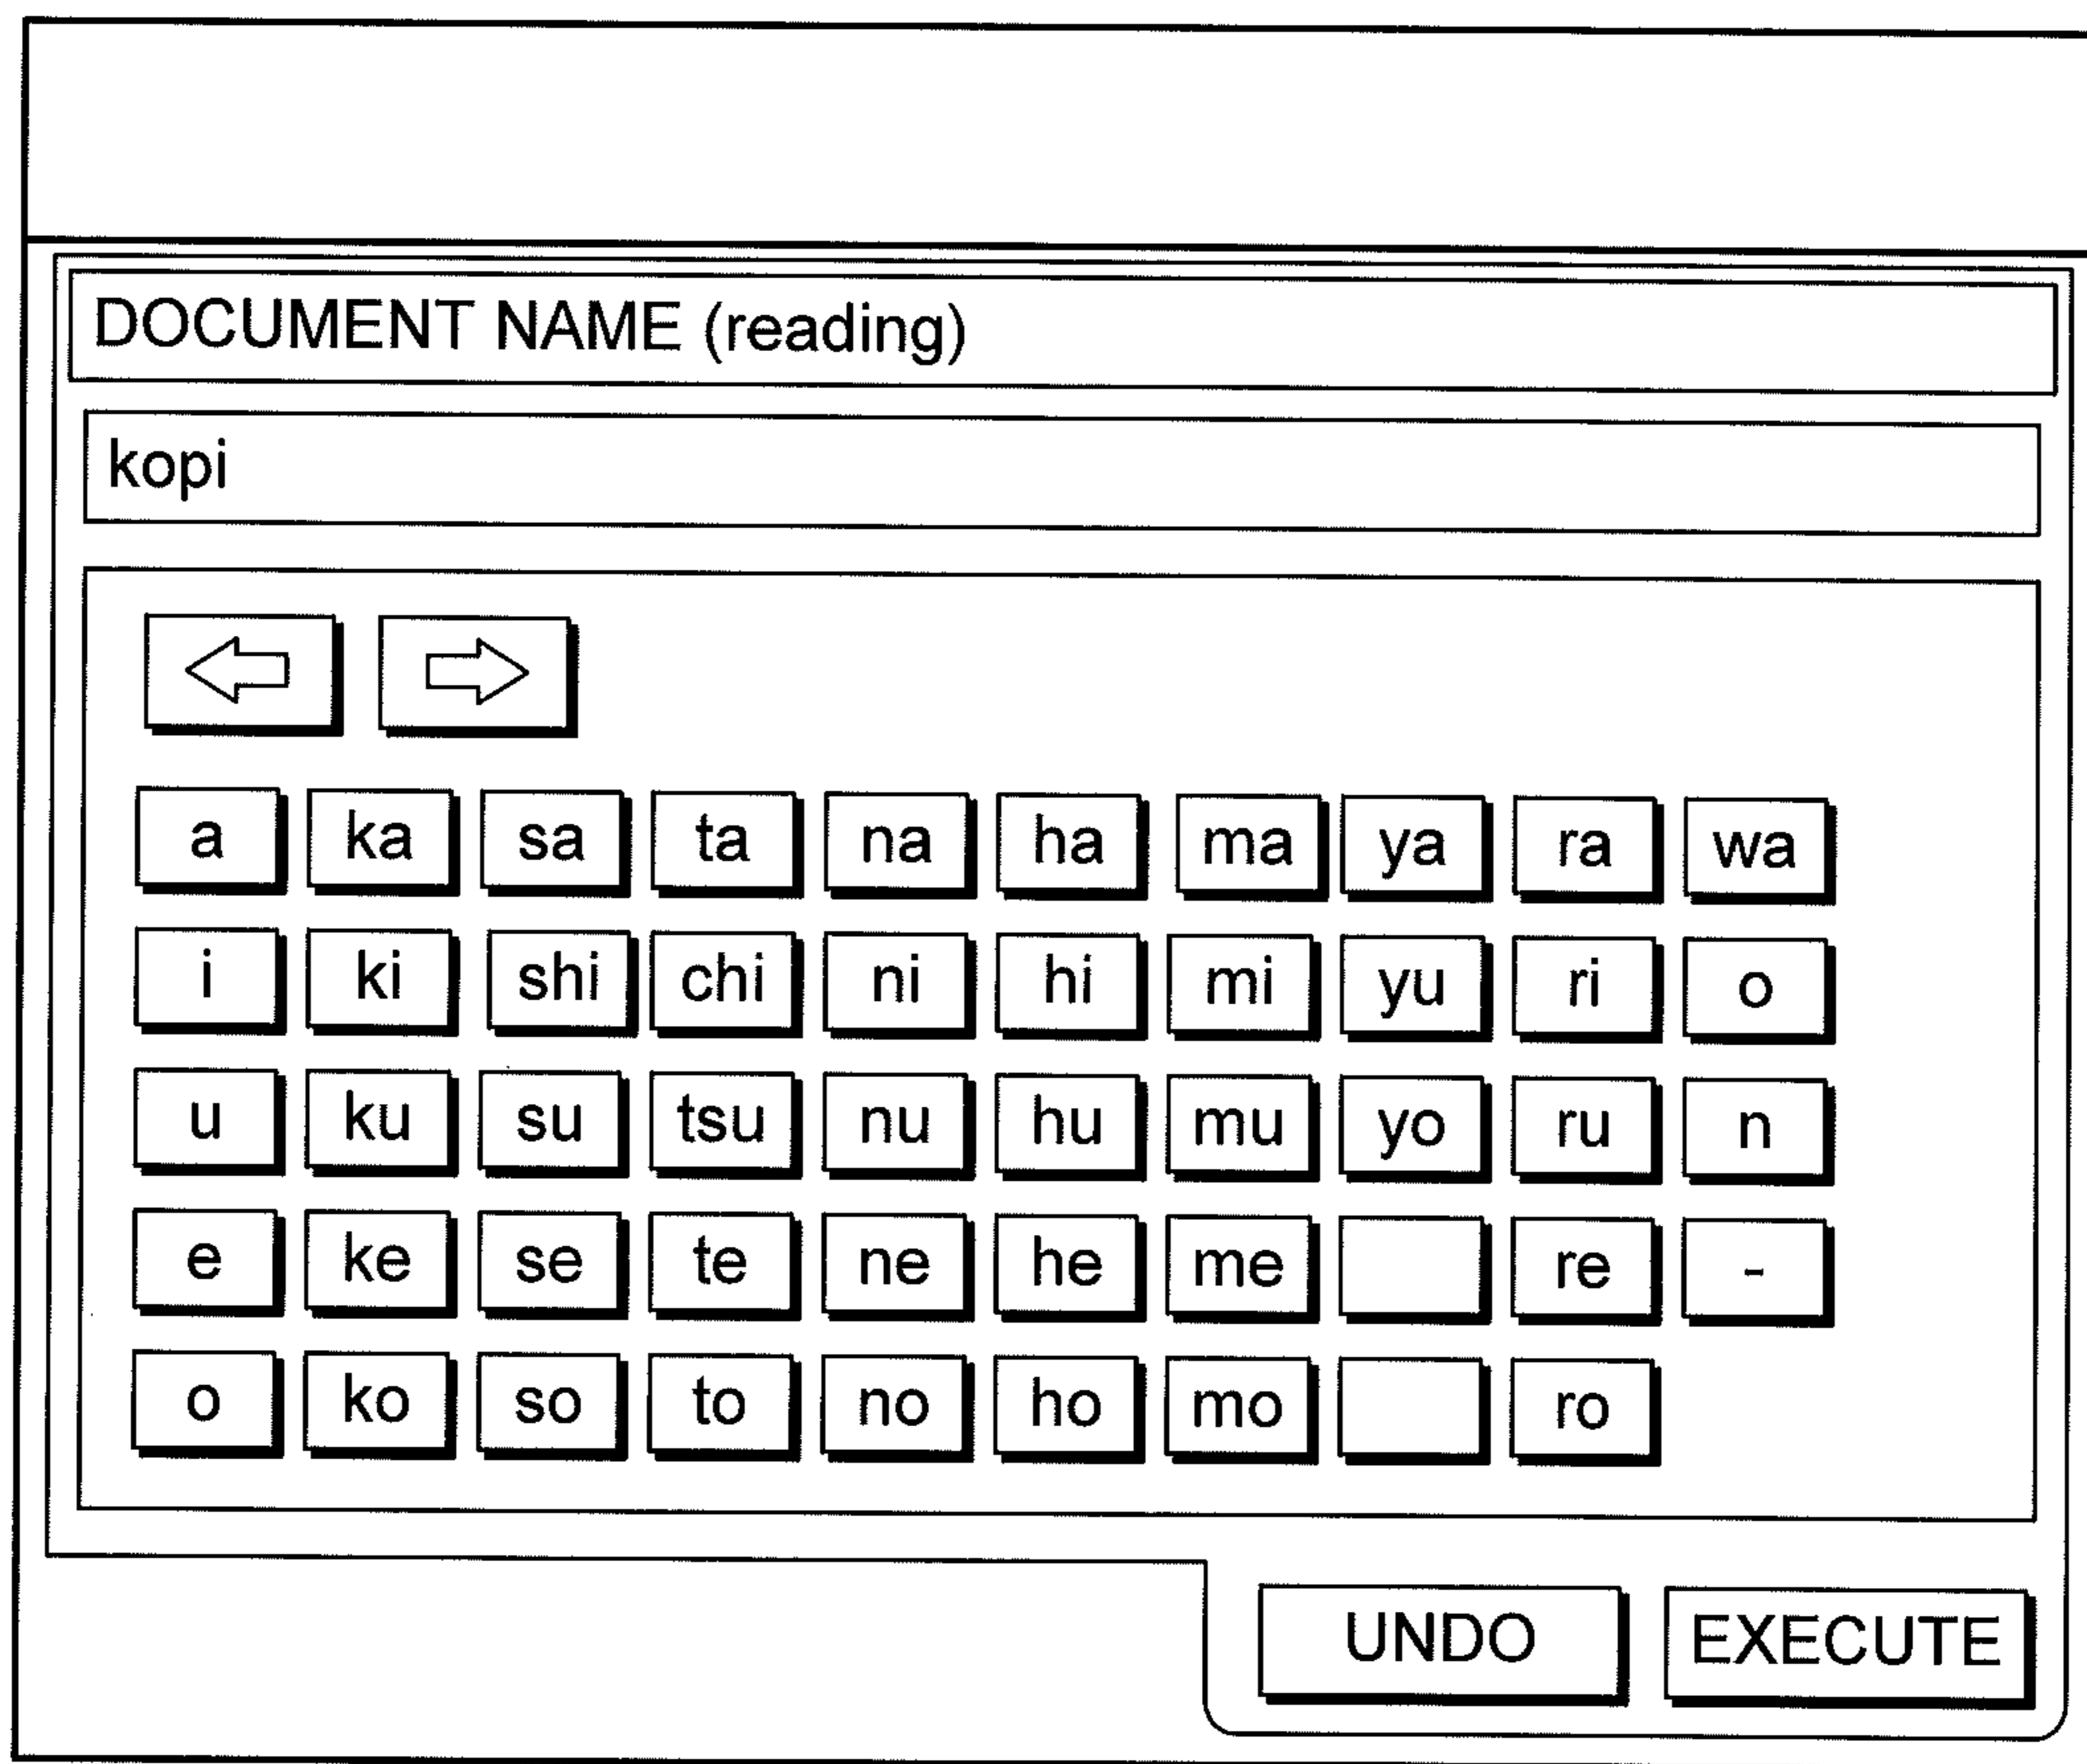 DOCUMENT NAME (reading)
kopi
a ka sa ta na ha ma ya ra wa
i ki shi chi ni hi mi yu ri o
u ku su tsu nu hu mu yo ru n
e ke se te ne he me re -
o ko so to no ho mo ro
UNDO EXECUTE